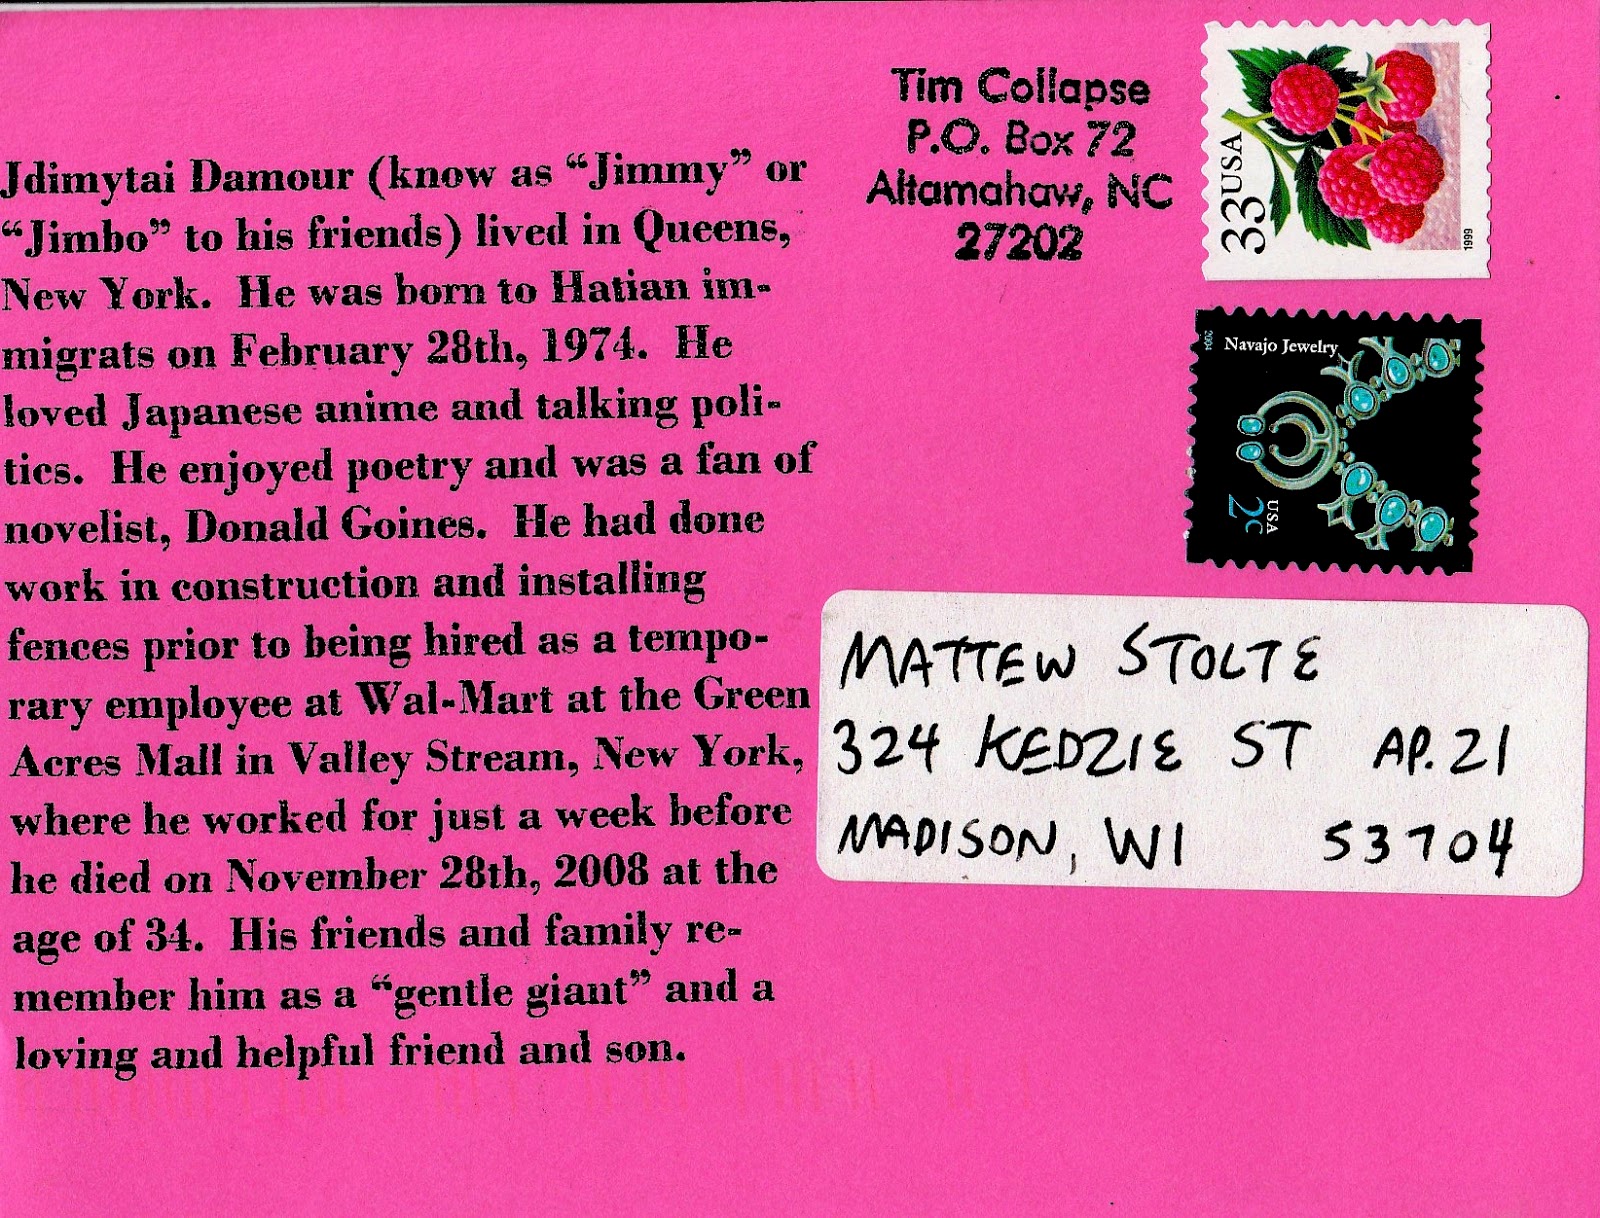 Jdimytai Damour (know as “Jimmy” or
“Jimbo” to his friends) lived in Queens,
New York. He was born to Hatian im-
migrats on February 28th, 1974. He
loved Japanese anime and talking poli-
tics. He enjoyed poetry and was a fan of
novelist, Donald Goines. He had done
work in construction and installing
fences prior to being hired as a tempo-
rary employee at Wal-Mart at the Green
Acres Mall in Valley Stream, New York,
where he worked for just a week before
he died on November 28th, 2008 at the
age of 34. His friends and family re-
member him as a “gentle giant” and a
loving and helpful friend and son.
Tim Collapse
P.O. Box 72
Altamahaw, NC
27202
33 USA
1999
2004
Navajo Jewelry
USA
2c
MATTEW STOLTE
324 KEDZIE ST AP. 21
MADISON, WI 53704